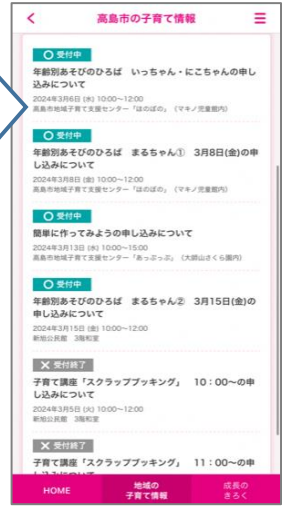 高島市の子育て情報
○ 受付中
年齢別あそびのひろば　いっちゃん・にこちゃんの申し
込みについて
2024年3月6日 (水) 10:00~12:00
高島市地域子育て支援センター「ほのぼの」（マキノ児童館内）
○ 受付中
年齢別あそびのひろば　まるちゃん① 3月8日(金)の申
し込みについて
2024年3月8日 (金) 10:00~12:00
高島市地域子育て支援センター「ほのぼの」（マキノ児童館内）
○ 受付中
簡単に作ってみようの申し込みについて
2024年3月13日 (水) 10:00~15:00
高島市地域子育て支援センター「あっぷっぷ」（大師山さくら園内）
○ 受付中
年齢別あそびのひろば　まるちゃん② 3月15日(金)の
申し込みについて
2024年3月15日 (金) 10:00~12:00
新旭公民館　3階和室
× 受付終了
子育て講座「スクラップブッキング」 10：00～の申
し込みについて
2024年3月5日 (火) 10:00~12:00
新旭公民館　3階和室
× 受付終了
子育て講座「スクラップブッキング」 11：00～の申
HOME
地域の
子育て情報
成長の
きろく